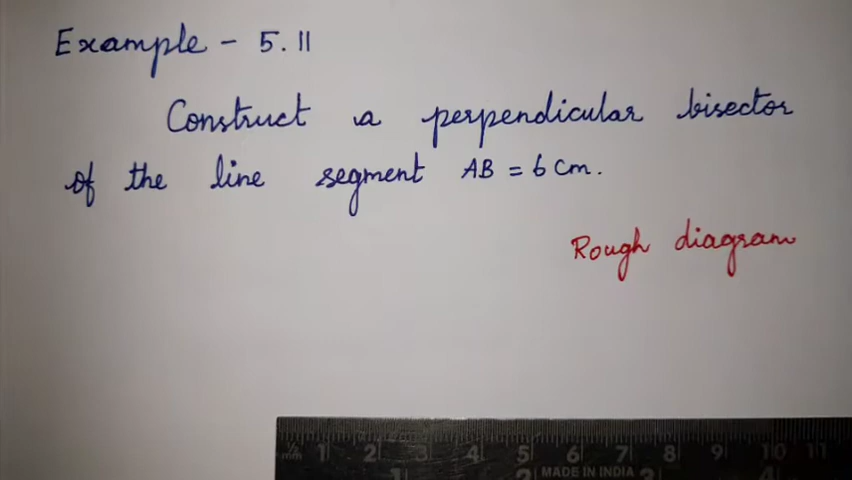 Example - 5.11
Construct a perpendicular bisector
of the line segment AB = 6 cm.
Rough diagram
1 2 3 4 5 6 7 8 9 10 11
MADE IN INDIA